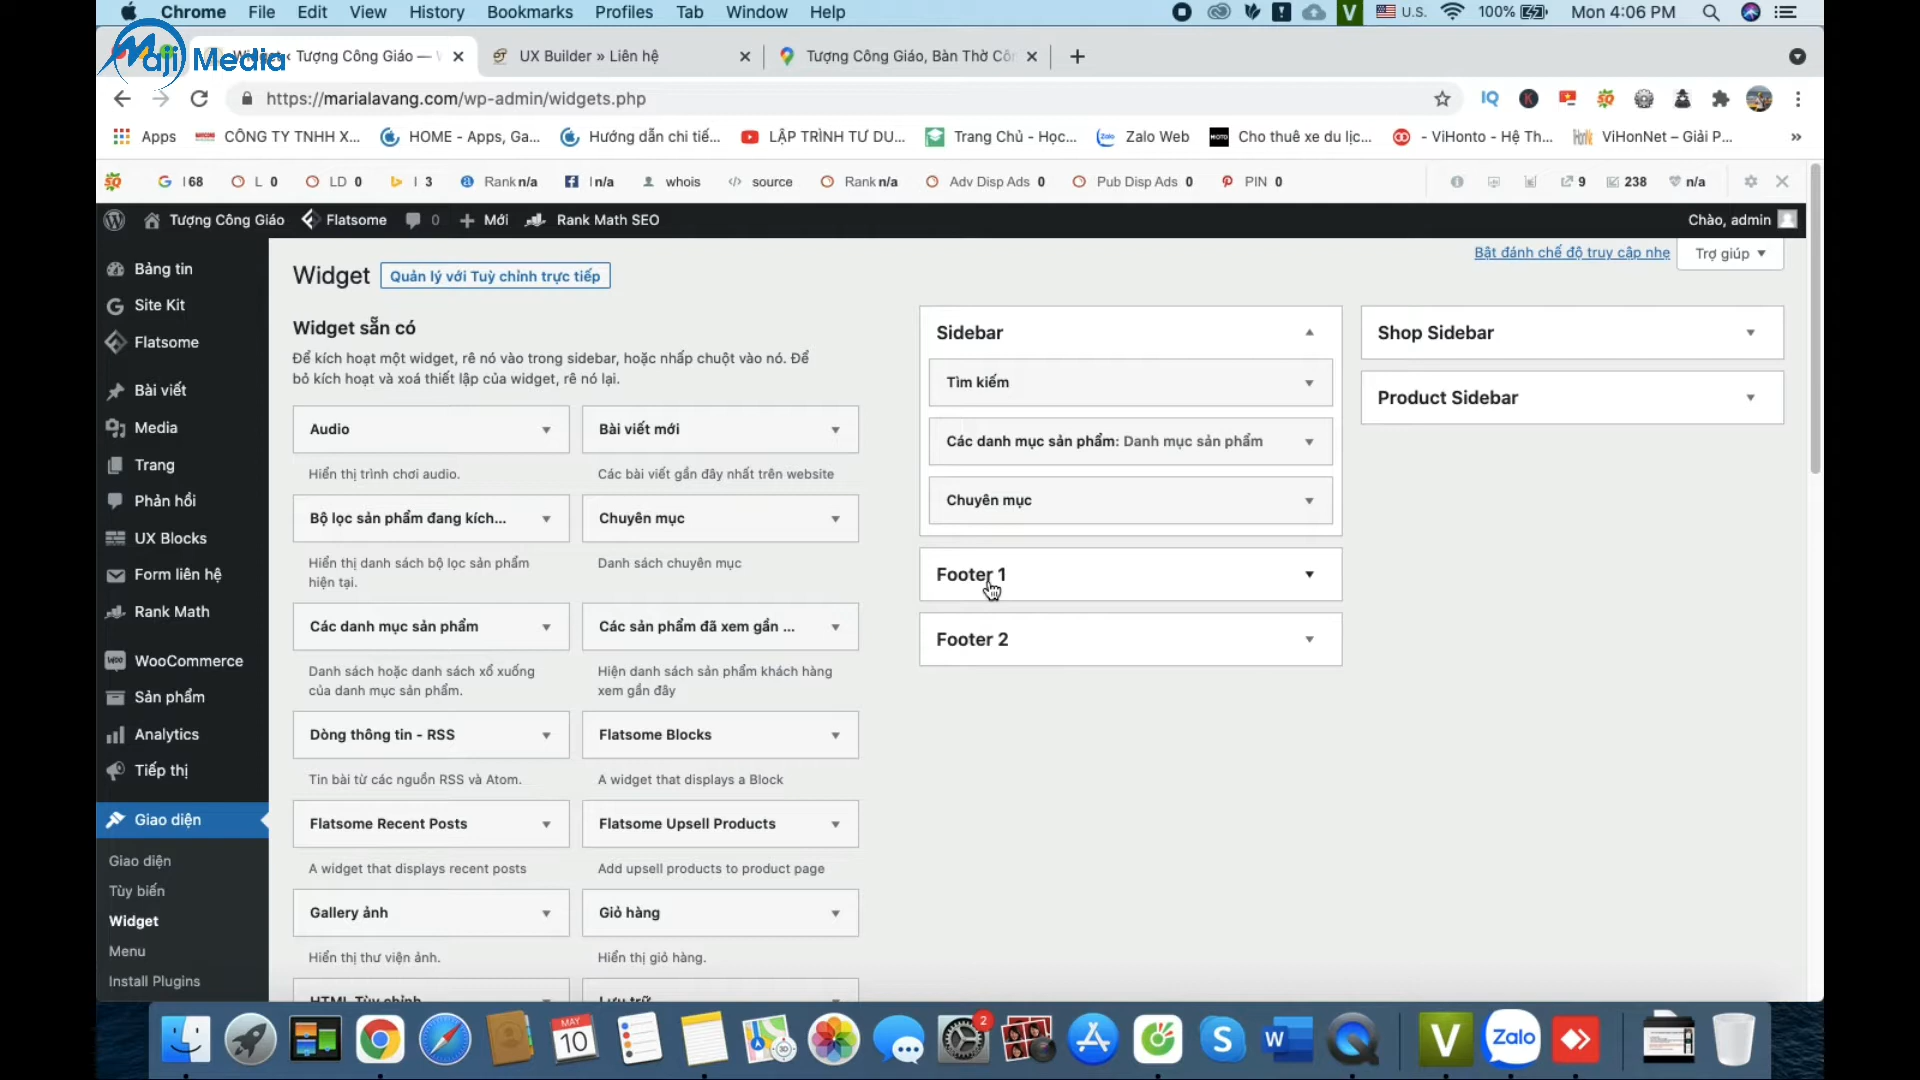 Chrome File Edit View History Bookmarks Profiles Tab Window Help
V U.S. 100% Mon 4:06 PM
Maji Media
Widget ‹ Tượng Công Giáo —
UX Builder » Liên hệ
Tượng Công Giáo, Bàn Thờ Côn
https://marialavang.com/wp-admin/widgets.php
Apps
CÔNG TY TNHH X...
HOME - Apps, Ga...
Hướng dẫn chi tiế...
LẬP TRÌNH TƯ DU...
Trang Chủ - Học...
Zalo Web
Cho thuê xe du lịc...
- ViHonto - Hệ Th...
ViHonNet – Giải P...
»
I 68
L 0
LD 0
I 3
Rank n/a
I n/a
whois
source
Rank n/a
Adv Disp Ads 0
Pub Disp Ads 0
PIN 0
9
238
n/a
Tượng Công Giáo
Flatsome
0
Mới
Rank Math SEO
Chào, admin
Bảng tin
Site Kit
Flatsome
Bài viết
Media
Trang
Phản hồi
UX Blocks
Form liên hệ
Rank Math
WooCommerce
Sản phẩm
Analytics
Tiếp thị
Giao diện
Giao diện
Tùy biến
Widget
Menu
Install Plugins
Bật đánh chế độ truy cập nhẹ
Trợ giúp
Widget
Quản lý với Tuỳ chỉnh trực tiếp
Widget sẵn có
Để kích hoạt một widget, rê nó vào trong sidebar, hoặc nhấp chuột vào nó. Để
bỏ kích hoạt và xoá thiết lập của widget, rê nó lại.
Audio
Hiển thị trình chơi audio.
Bài viết mới
Các bài viết gần đây nhất trên website
Bộ lọc sản phẩm đang kích...
Hiển thị danh sách bộ lọc sản phẩm
hiện tại.
Chuyên mục
Danh sách chuyên mục
Các danh mục sản phẩm
Danh sách hoặc danh sách xổ xuống
của danh mục sản phẩm.
Các sản phẩm đã xem gần ...
Hiện danh sách sản phẩm khách hàng
xem gần đây
Dòng thông tin - RSS
Tin bài từ các nguồn RSS và Atom.
Flatsome Blocks
A widget that displays a Block
Flatsome Recent Posts
A widget that displays recent posts
Flatsome Upsell Products
Add upsell products to product page
Gallery ảnh
Hiển thị thư viện ảnh.
Giỏ hàng
Hiển thị giỏ hàng.
HTML Tùy chỉnh
Lưu trữ
Sidebar
Tìm kiếm
Các danh mục sản phẩm: Danh mục sản phẩm
Chuyên mục
Footer 1
Footer 2
Shop Sidebar
Product Sidebar
MAY
10
2
V
Zalo